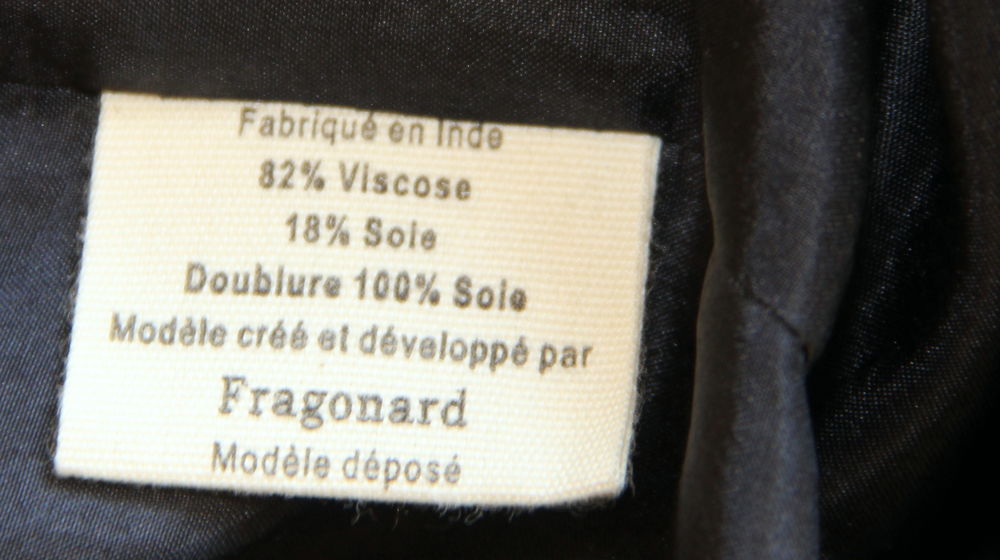 Fabriqué en Inde
82% Viscose
18% Soie
Doublure 100% Soie
Modèle créé et développé par
Fragonard
Modèle déposé